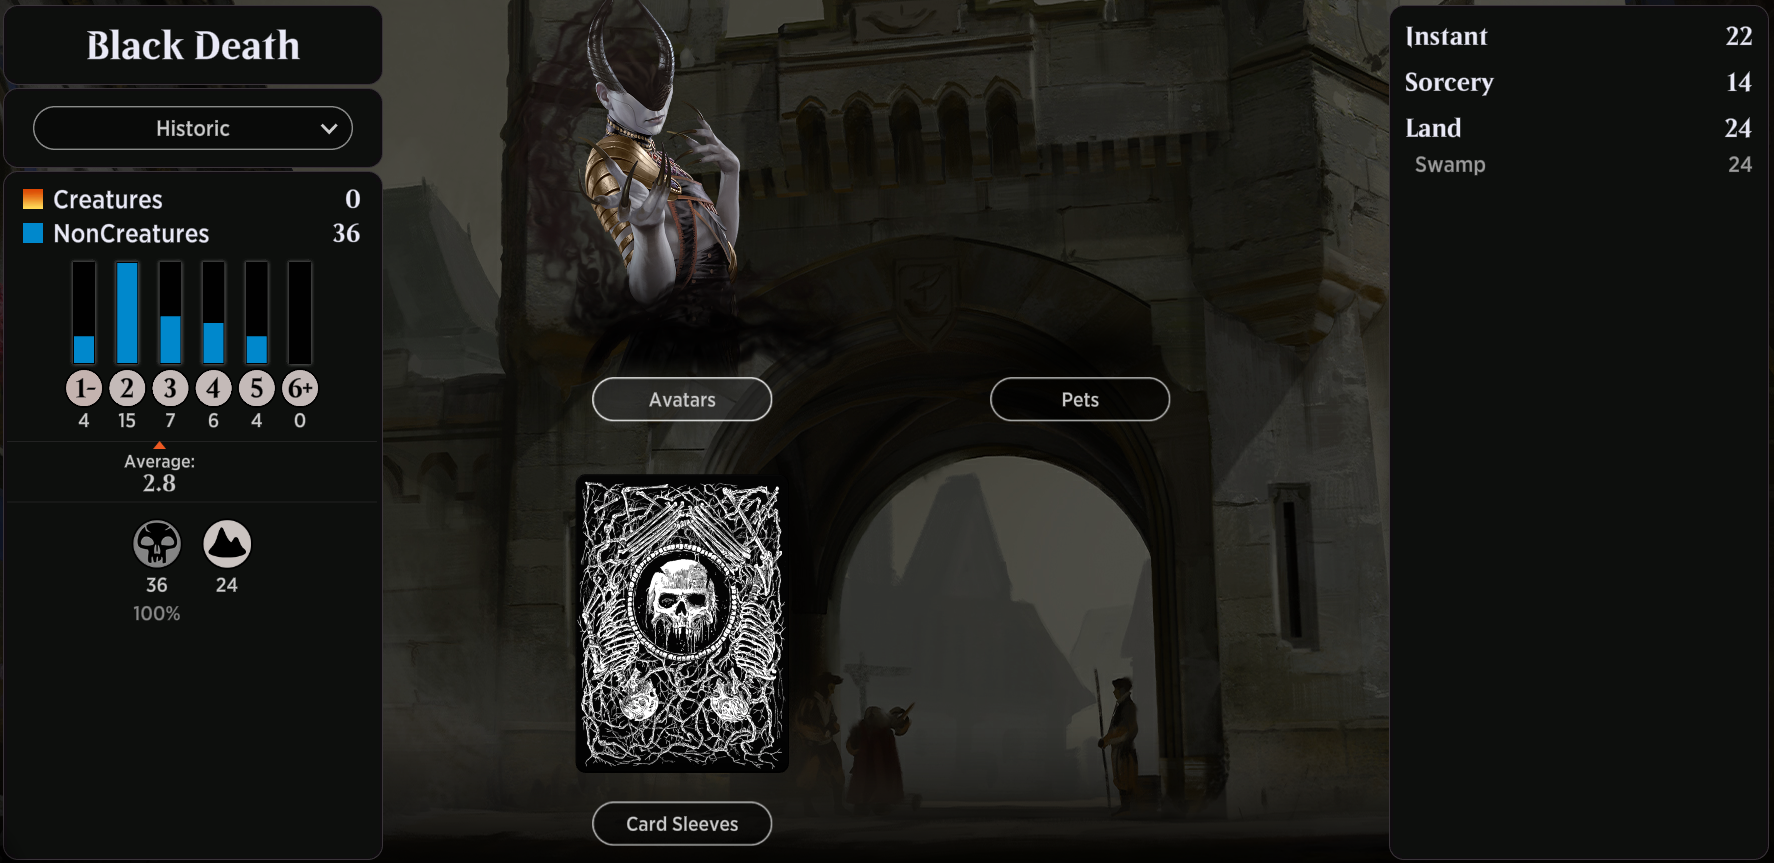 Black Death
Historic
Creatures 0
NonCreatures 36
1- 2 3 4 5 6+
4 15 7 6 4 0
Average:
2.8
36 24
100%
Avatars
Pets
Card Sleeves
Instant 22
Sorcery 14
Land 24
Swamp 24